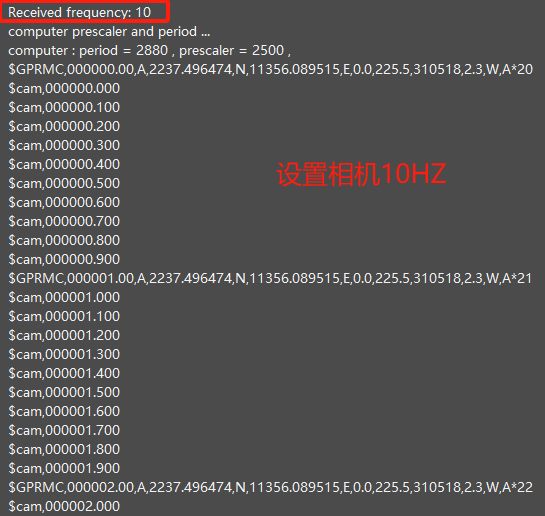 Received frequency: 10
computer prescaler and period ...
computer : period = 2880 , prescaler = 2500 ,
$GPRMC,000000.00,A,2237.496474,N,11356.089515,E,0.0,225.5,310518,2.3,W,A*20
$cam,000000.000
$cam,000000.100
$cam,000000.200
$cam,000000.300
$cam,000000.400
$cam,000000.500
$cam,000000.600
$cam,000000.700
$cam,000000.800
$cam,000000.900
设置相机10HZ
$GPRMC,000001.00,A,2237.496474,N,11356.089515,E,0.0,225.5,310518,2.3,W,A*21
$cam,000001.000
$cam,000001.100
$cam,000001.200
$cam,000001.300
$cam,000001.400
$cam,000001.500
$cam,000001.600
$cam,000001.700
$cam,000001.800
$cam,000001.900
$GPRMC,000002.00,A,2237.496474,N,11356.089515,E,0.0,225.5,310518,2.3,W,A*22
$cam,000002.000